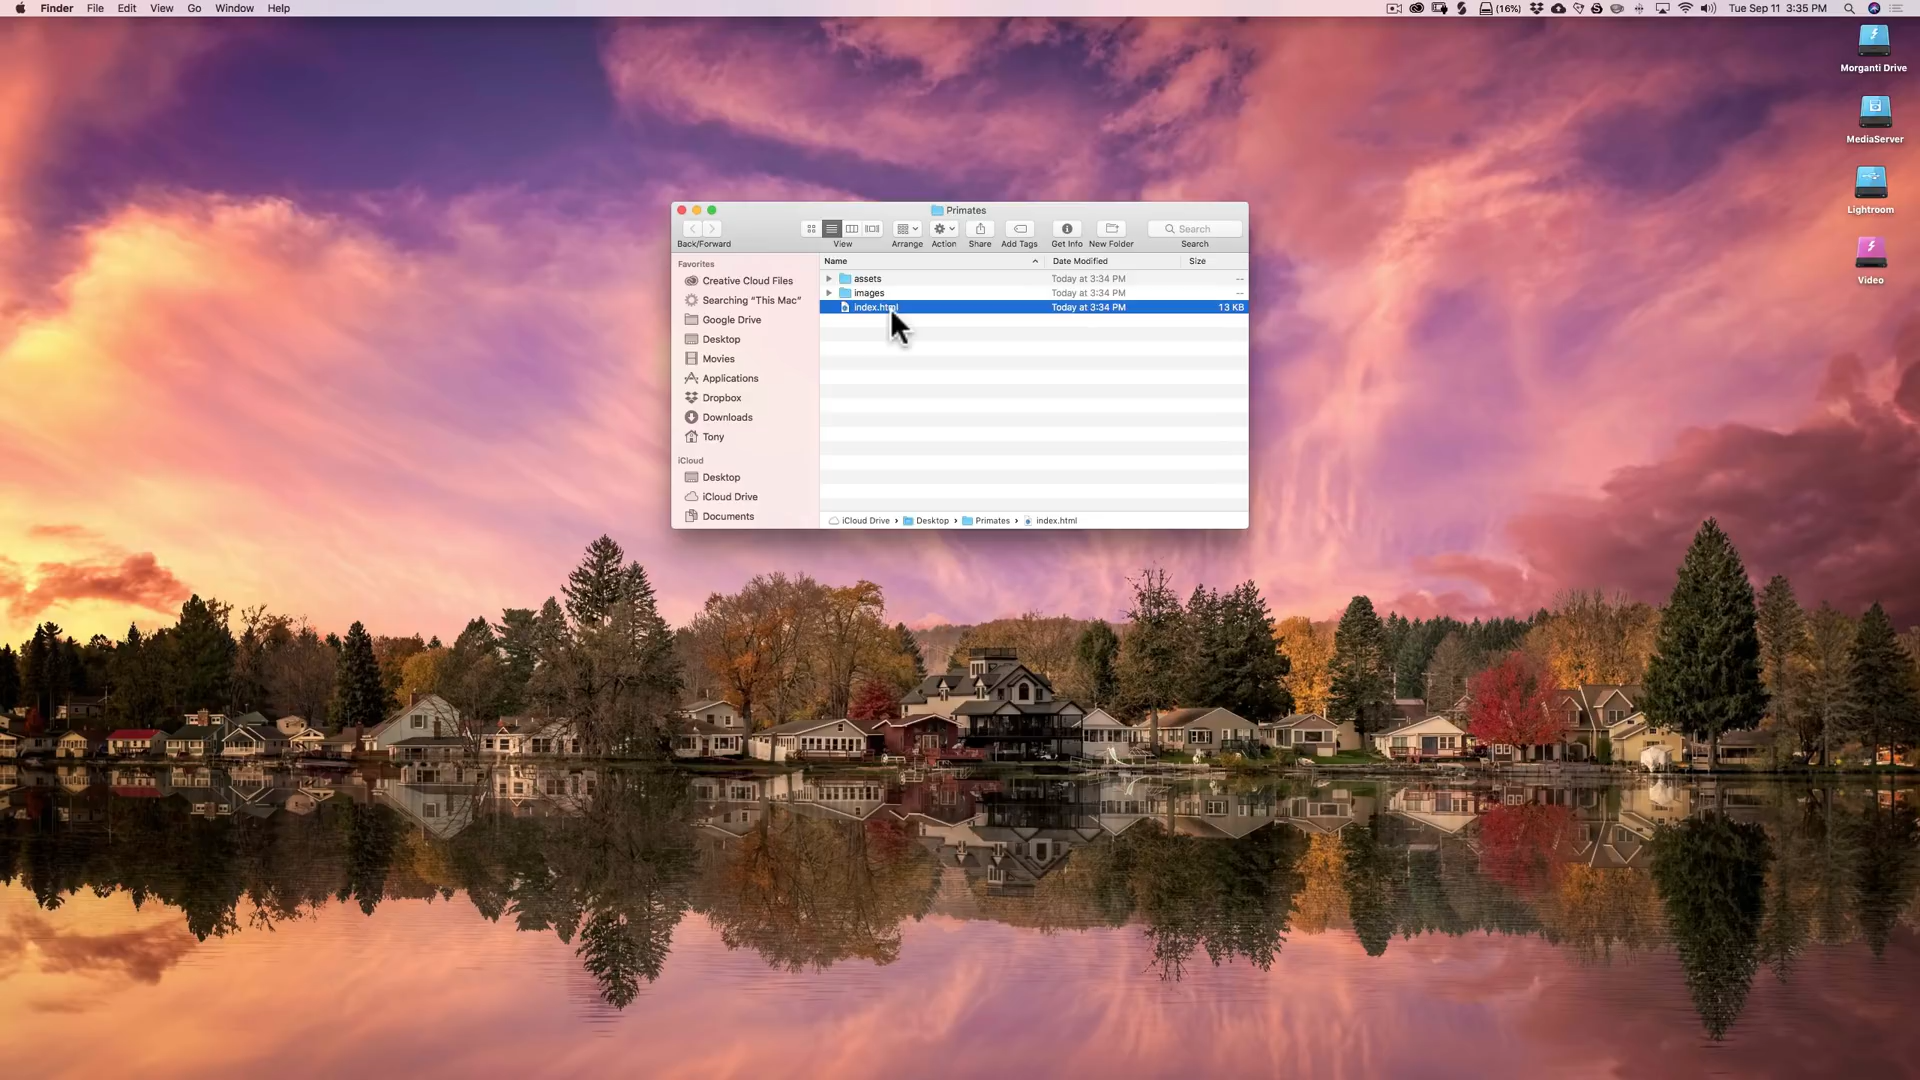 Finder File Edit View Go Window Help (16%) Tue Sep 11 3:35 PM
Morganti Drive
MediaServer
Lightroom
Video
Primates
Search
Back/Forward View Arrange Action Share Add Tags Get Info New Folder Search
Favorites
Creative Cloud Files
Searching “This Mac”
Google Drive
Desktop
Movies
Applications
Dropbox
Downloads
Tony
iCloud
Desktop
iCloud Drive
Documents
Name Date Modified Size
assets Today at 3:34 PM --
images Today at 3:34 PM --
index.html Today at 3:34 PM 13 KB
iCloud Drive › Desktop › Primates › index.html